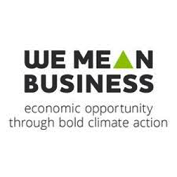 WE MEAN
BUSINESS
economic opportunity
through bold climate action